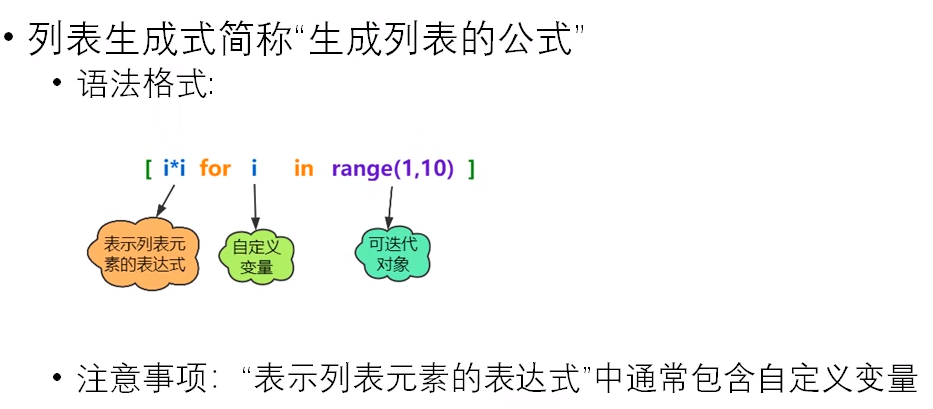 • 列表生成式简称“生成列表的公式”
• 语法格式:
[ i*i for i in range(1,10) ]
表示列表元
素的表达式
自定义
变量
可迭代
对象
• 注意事项：“表示列表元素的表达式”中通常包含自定义变量